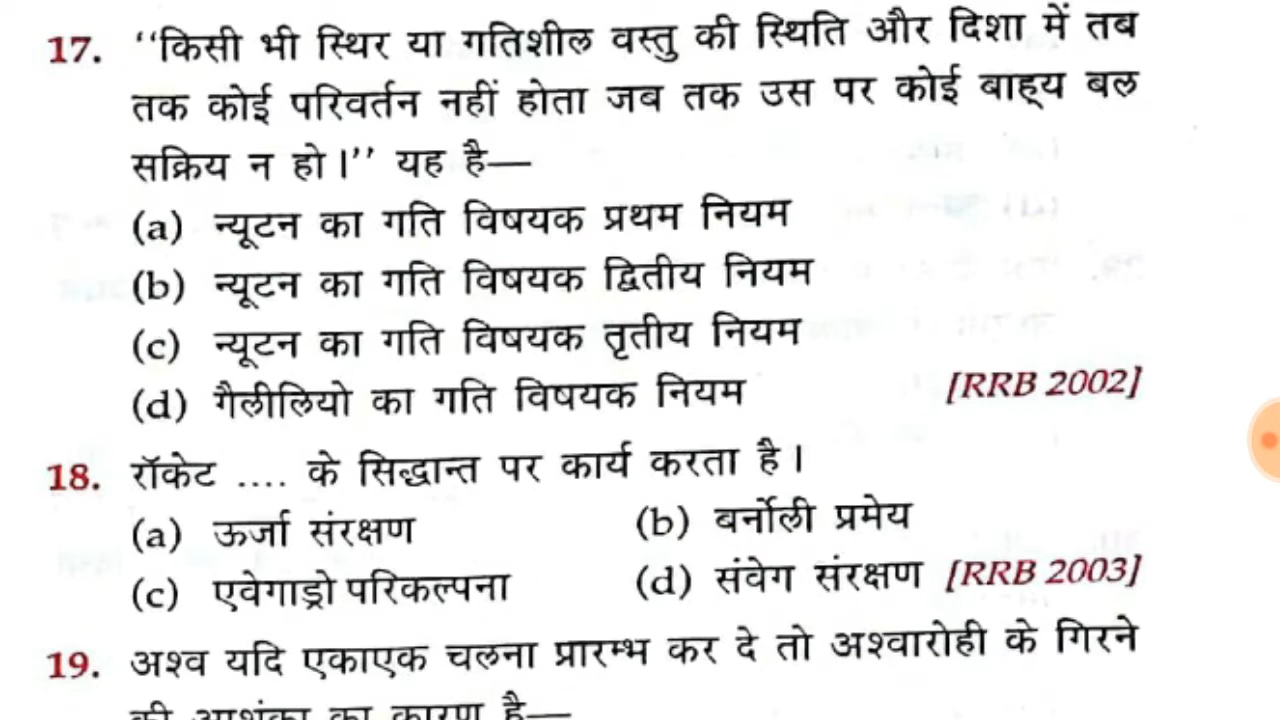 17. ‘‘किसी भी स्थिर या गतिशील वस्तु की स्थिति और दिशा में तब
तक कोई परिवर्तन नहीं होता जब तक उस पर कोई बाह्य बल
सक्रिय न हो।’’ यह है—
(a) न्यूटन का गति विषयक प्रथम नियम
(b) न्यूटन का गति विषयक द्वितीय नियम
(c) न्यूटन का गति विषयक तृतीय नियम
(d) गैलीलियो का गति विषयक नियम [RRB 2002]
18. रॉकेट .... के सिद्धान्त पर कार्य करता है।
(a) ऊर्जा संरक्षण (b) बर्नोली प्रमेय
(c) एवेगाड्रो परिकल्पना (d) संवेग संरक्षण [RRB 2003]
19. अश्व यदि एकाएक चलना प्रारम्भ कर दे तो अश्वारोही के गिरने
की आशंका का कारण है—